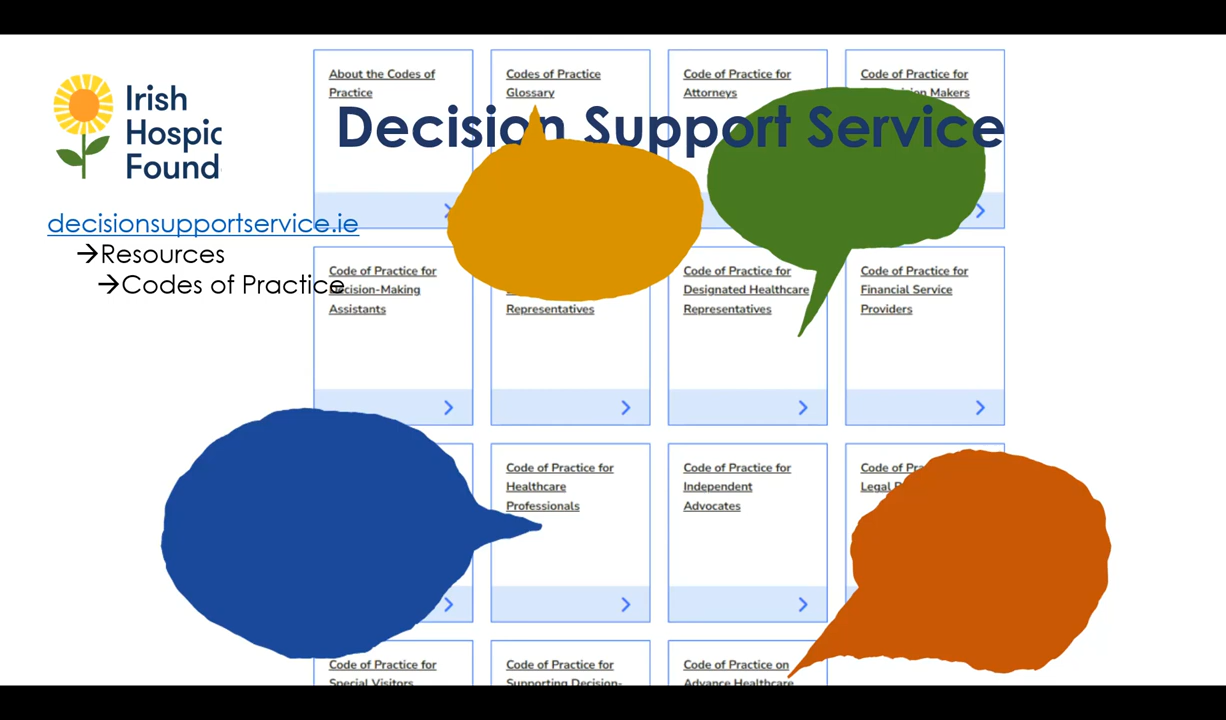 Irish
Hospic
Found
Decision Support Service
decisionsupportservice.ie
→Resources
→Codes of Practice
About the Codes of
Practice
Codes of Practice
Glossary
Code of Practice for
Attorneys
Code of Practice for
Makers
Code of Practice for
Decision-Making
Assistants
Representatives
Code of Practice for
Designated Healthcare
Representatives
Code of Practice for
Financial Service
Providers
Code of Practice for
Healthcare
Professionals
Code of Practice for
Independent
Advocates
Code of
Legal
Code of Practice for
Special Visitors
Code of Practice for
Supporting Decision-
Code of Practice on
Advance Healthcare